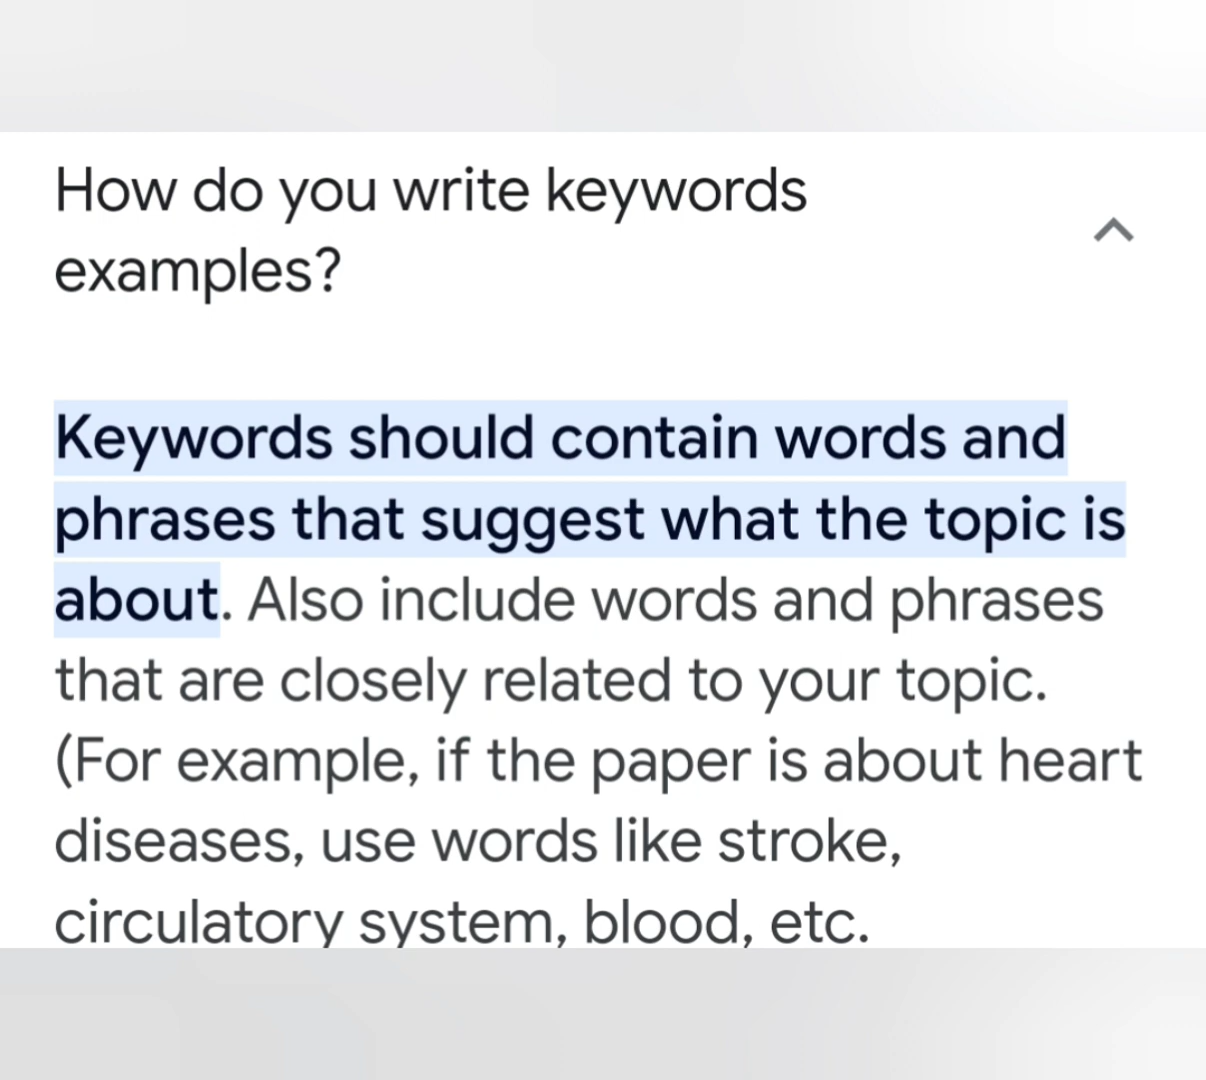 How do you write keywords
examples?
Keywords should contain words and
phrases that suggest what the topic is
about. Also include words and phrases
that are closely related to your topic.
(For example, if the paper is about heart
diseases, use words like stroke,
circulatory system, blood, etc.